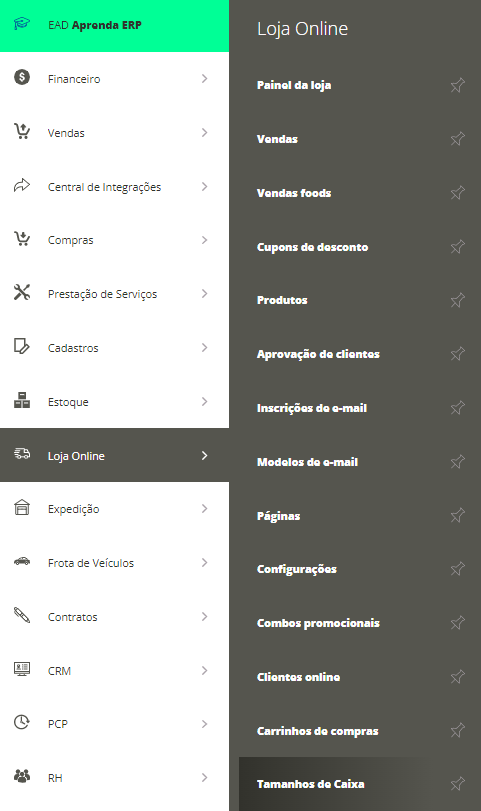 EAD Aprenda ERP
Financeiro
Vendas
Central de Integrações
Compras
Prestação de Serviços
Cadastros
Estoque
Loja Online
Expedição
Frota de Veículos
Contratos
CRM
PCP
RH
Loja Online
Painel da loja
Vendas
Vendas foods
Cupons de desconto
Produtos
Aprovação de clientes
Inscrições de e-mail
Modelos de e-mail
Páginas
Configurações
Combos promocionais
Clientes online
Carrinhos de compras
Tamanhos de Caixa